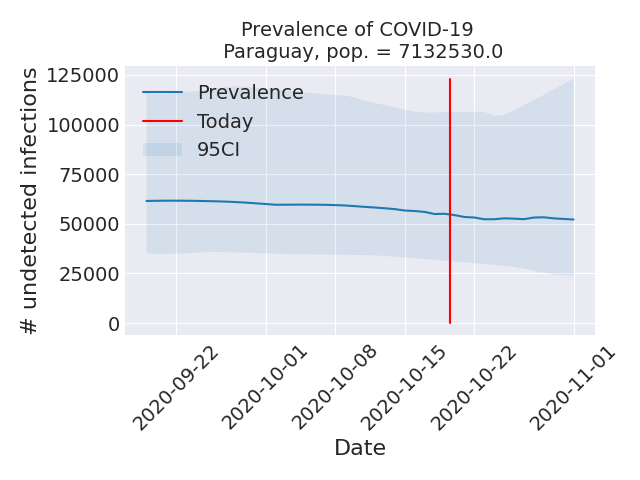 Prevalence of COVID-19
Paraguay, pop. = 7132530.0
# undetected infections
125000
100000
75000
50000
25000
0
Prevalence
Today
95CI
2020-09-22
2020-10-01
2020-10-08
2020-10-15
2020-10-22
2020-11-01
Date